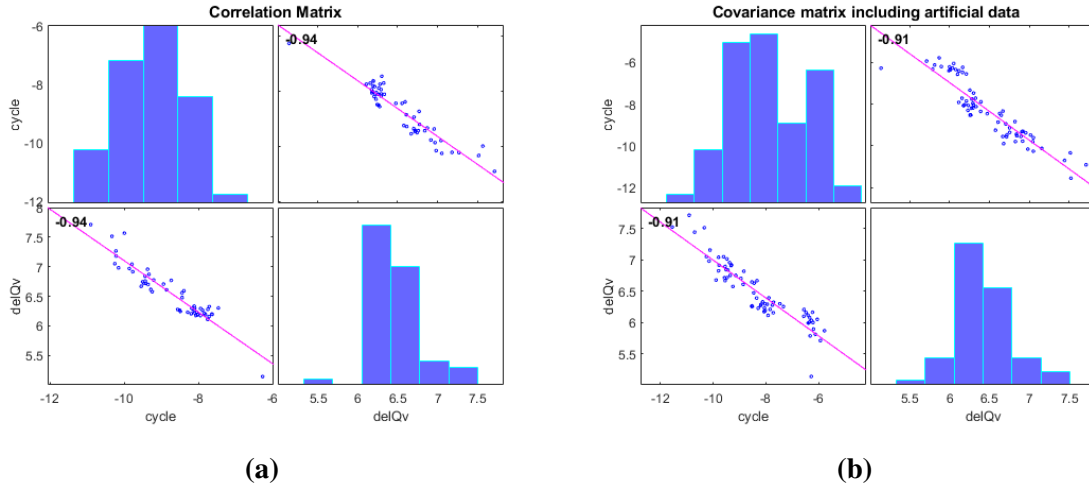 Correlation Matrix
-6
-8
-10
-12
cycle
-0.94
8
7.5
7
6.5
6
5.5
delQv
-0.94
-12 -10 -8 -6
cycle
5.5 6 6.5 7 7.5
delQv
(a)
Covariance matrix including artificial data
-6
-8
-10
-12
cycle
-0.91
7.5
7
6.5
6
5.5
delQv
-0.91
-12 -10 -8 -6
cycle
5.5 6 6.5 7 7.5
delQv
(b)